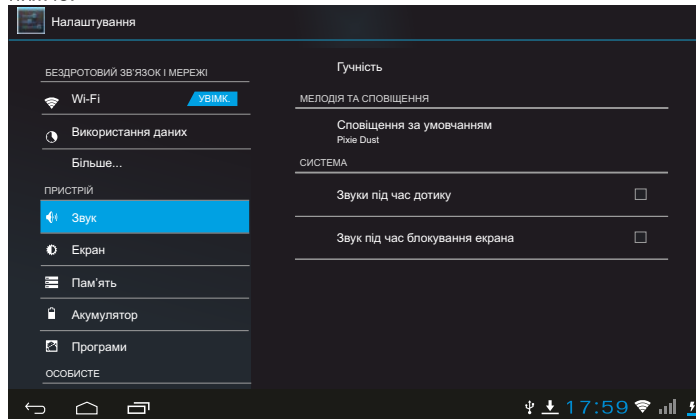 Налаштування
БЕЗДРОТОВИЙ ЗВ'ЯЗОК І МЕРЕЖІ
Wi-Fi УВІМК.
Використання даних
Більше...
ПРИСТРІЙ
Звук
Екран
Пам'ять
Акумулятор
Програми
ОСОБИСТЕ
Гучність
МЕЛОДІЯ ТА СПОВІЩЕННЯ
Сповіщення за умовчанням
Pixie Dust
СИСТЕМА
Звуки під час дотику
Звук під час блокування екрана
17:59